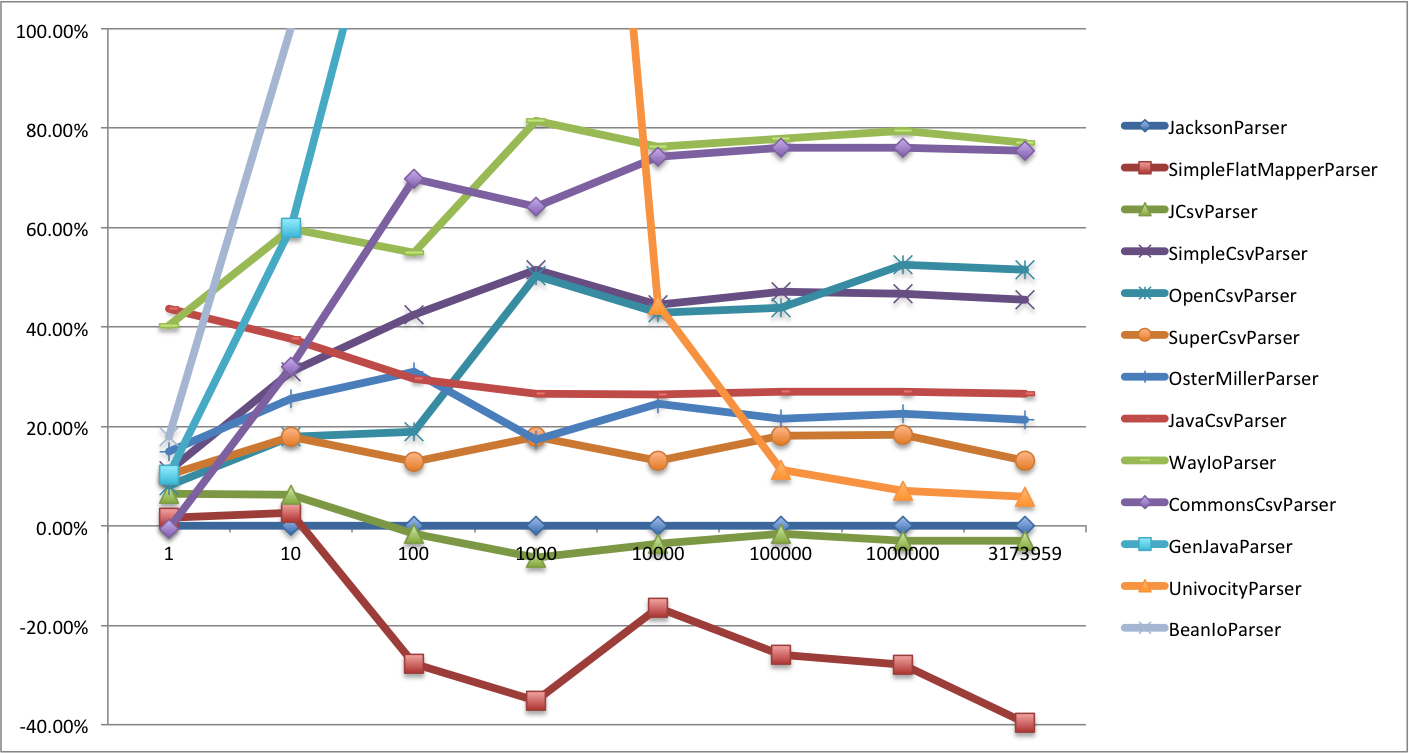 100.00%
80.00%
60.00%
40.00%
20.00%
0.00%
-20.00%
-40.00%
1 10 100 1000 10000 100000 1000000 3173959
JacksonParser
SimpleFlatMapperParser
JCsvParser
SimpleCsvParser
OpenCsvParser
SuperCsvParser
OsterMillerParser
JavaCsvParser
WayIoParser
CommonsCsvParser
GenJavaParser
UnivocityParser
BeanIoParser